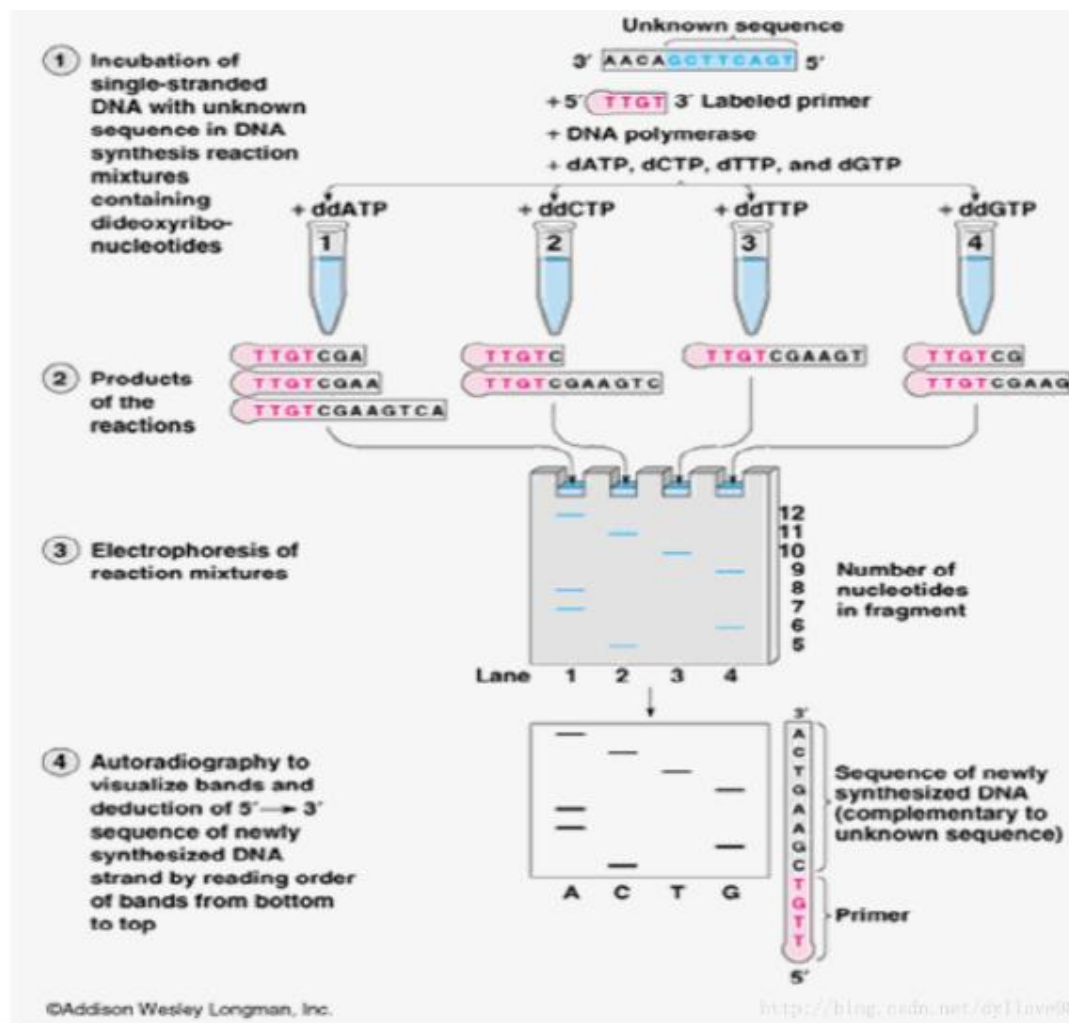 Unknown sequence
3′ AACAGCTTCAGT 5′
1 Incubation of
single-stranded
DNA with unknown
sequence in DNA
synthesis reaction
mixtures
containing
dideoxyribo-
nucleotides
+ 5′ TTGT 3′ Labeled primer
+ DNA polymerase
+ dATP, dCTP, dTTP, and dGTP
+ ddATP
+ ddCTP
+ ddTTP
+ ddGTP
1
2
3
4
2 Products
of the
reactions
TTGTCGA
TTGTCGAA
TTGTCGAAGTCA
TTGTC
TTGTCGAAGTC
TTGTCGAAGT
TTGTCG
TTGTCGAAG
3 Electrophoresis of
reaction mixtures
12
11
10
9
8
7
6
5
Number of
nucleotides
in fragment
Lane 1 2 3 4
4 Autoradiography to
visualize bands and
deduction of 5′→3′
sequence of newly
synthesized DNA
strand by reading order
of bands from bottom
to top
A C T G
3′
A
C
T
G
A
A
G
C
T
G
T
T
5′
Sequence of newly
synthesized DNA
(complementary to
unknown sequence)
Primer
©Addison Wesley Longman, Inc.